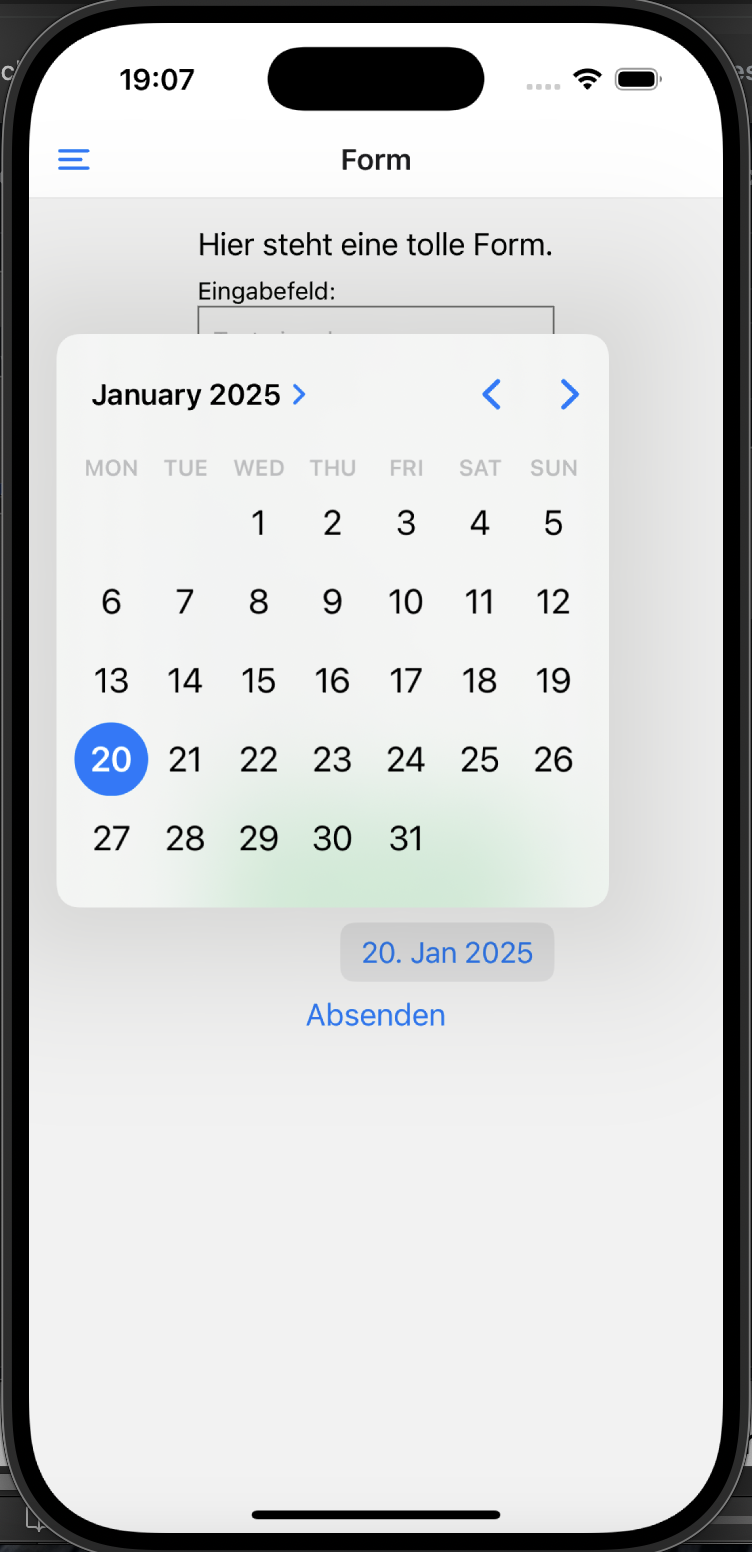 19:07
Form
Hier steht eine tolle Form.
Eingabefeld:
January 2025
MON TUE WED THU FRI SAT SUN
1 2 3 4 5
6 7 8 9 10 11 12
13 14 15 16 17 18 19
20 21 22 23 24 25 26
27 28 29 30 31
20. Jan 2025
Absenden